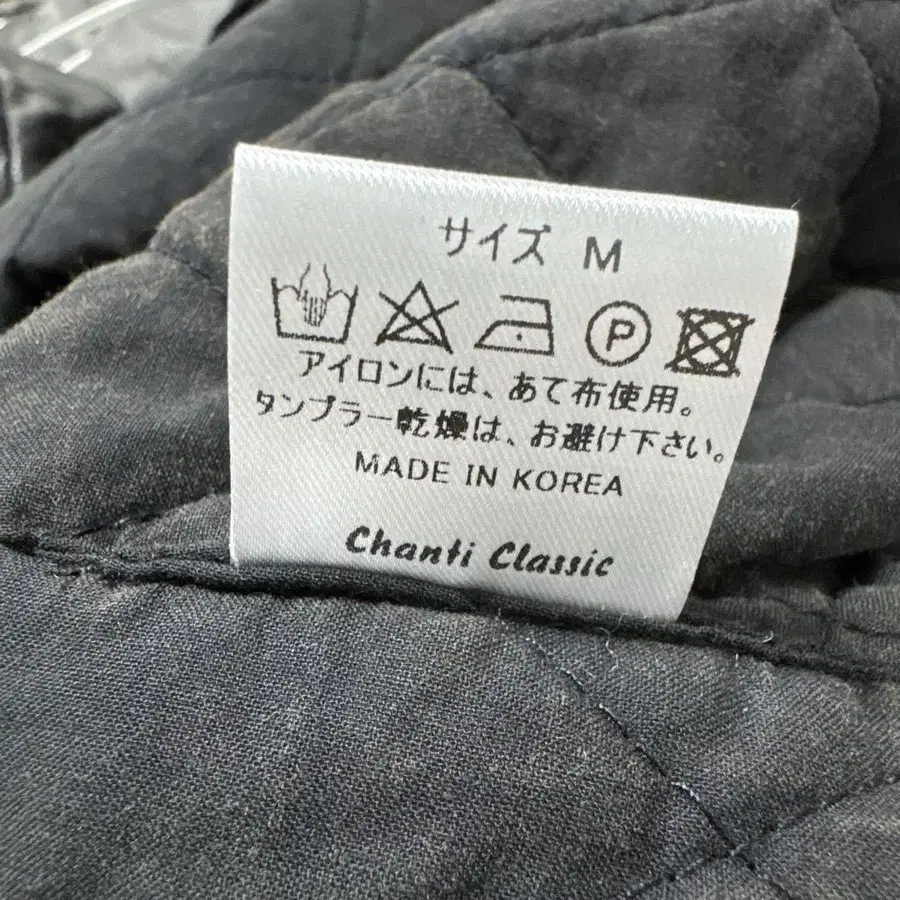 サイズ M
P
アイロンには、あて布使用。
タンブラー乾燥は、お避け下さい。
MADE IN KOREA
Chanti Classic